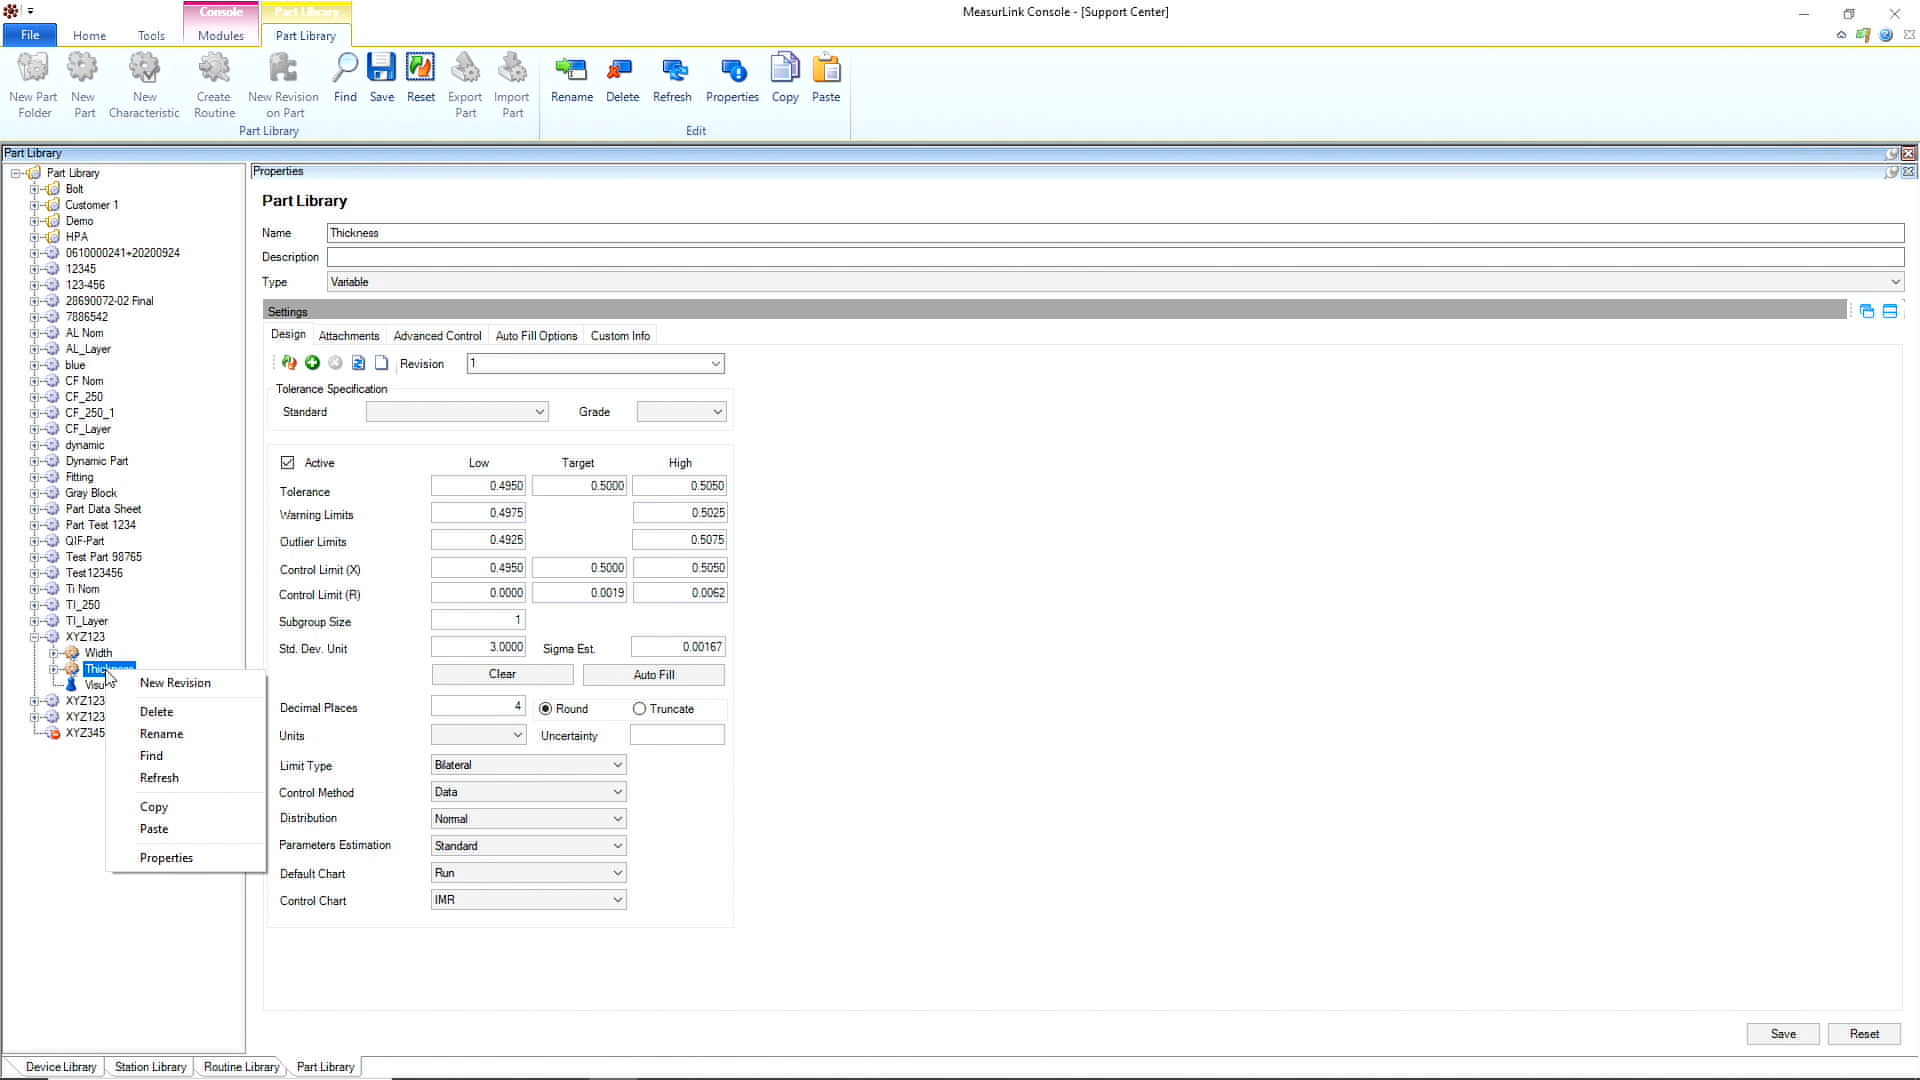 MeasurLink Console - [Support Center]
Console
Part Library
File
Home
Tools
Modules
Part Library
New Part Folder
New Part
New Characteristic
Create Routine
New Revision on Part
Find
Save
Reset
Export Part
Import Part
Rename
Delete
Refresh
Properties
Copy
Paste
Part Library
Edit
Part Library
Part Library
Bolt
Customer 1
Demo
HPA
0610000241+20200924
12345
123-456
28690072-02 Final
7886542
AL Nom
AL_Layer
blue
CF Nom
CF_250
CF_250_1
CF_Layer
dynamic
Dynamic Part
Fitting
Gray Block
Part Data Sheet
Part Test 1234
QIF-Part
Test Part 98765
Test123456
Ti Nom
TI_250
TI_Layer
XYZ123
Width
XYZ123
XYZ123
XYZ345
New Revision
Delete
Rename
Find
Refresh
Copy
Paste
Properties
Properties
Part Library
Name Thickness
Description
Type Variable
Settings
Design Attachments Advanced Control Auto Fill Options Custom Info
Revision 1
Tolerance Specification
Standard Grade
Active Low Target High
Tolerance 0.4950 0.5000 0.5050
Warning Limits 0.4975 0.5025
Outlier Limits 0.4925 0.5075
Control Limit (X) 0.4950 0.5000 0.5050
Control Limit (R) 0.0000 0.0019 0.0062
Subgroup Size 1
Std. Dev. Unit 3.0000 Sigma Est. 0.00167
Clear Auto Fill
Decimal Places 4 Round Truncate
Units Uncertainty
Limit Type Bilateral
Control Method Data
Distribution Normal
Parameters Estimation Standard
Default Chart Run
Control Chart IMR
Save Reset
Device Library Station Library Routine Library Part Library